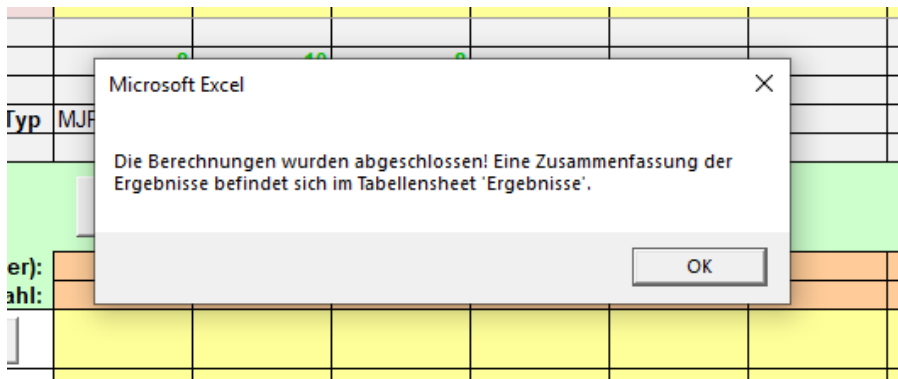 Microsoft Excel
Typ MJF
Die Berechnungen wurden abgeschlossen! Eine Zusammenfassung der
Ergebnisse befindet sich im Tabellensheet 'Ergebnisse'.
OK
er):
ahl: